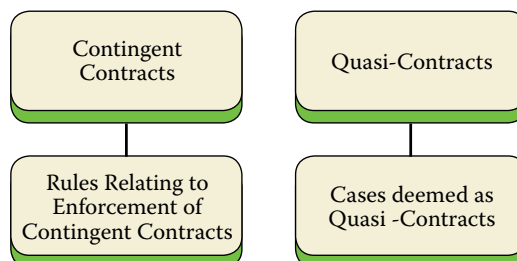 Contingent
Contracts
Quasi-Contracts
Rules Relating to
Enforcement of
Contingent Contracts
Cases deemed as
Quasi -Contracts